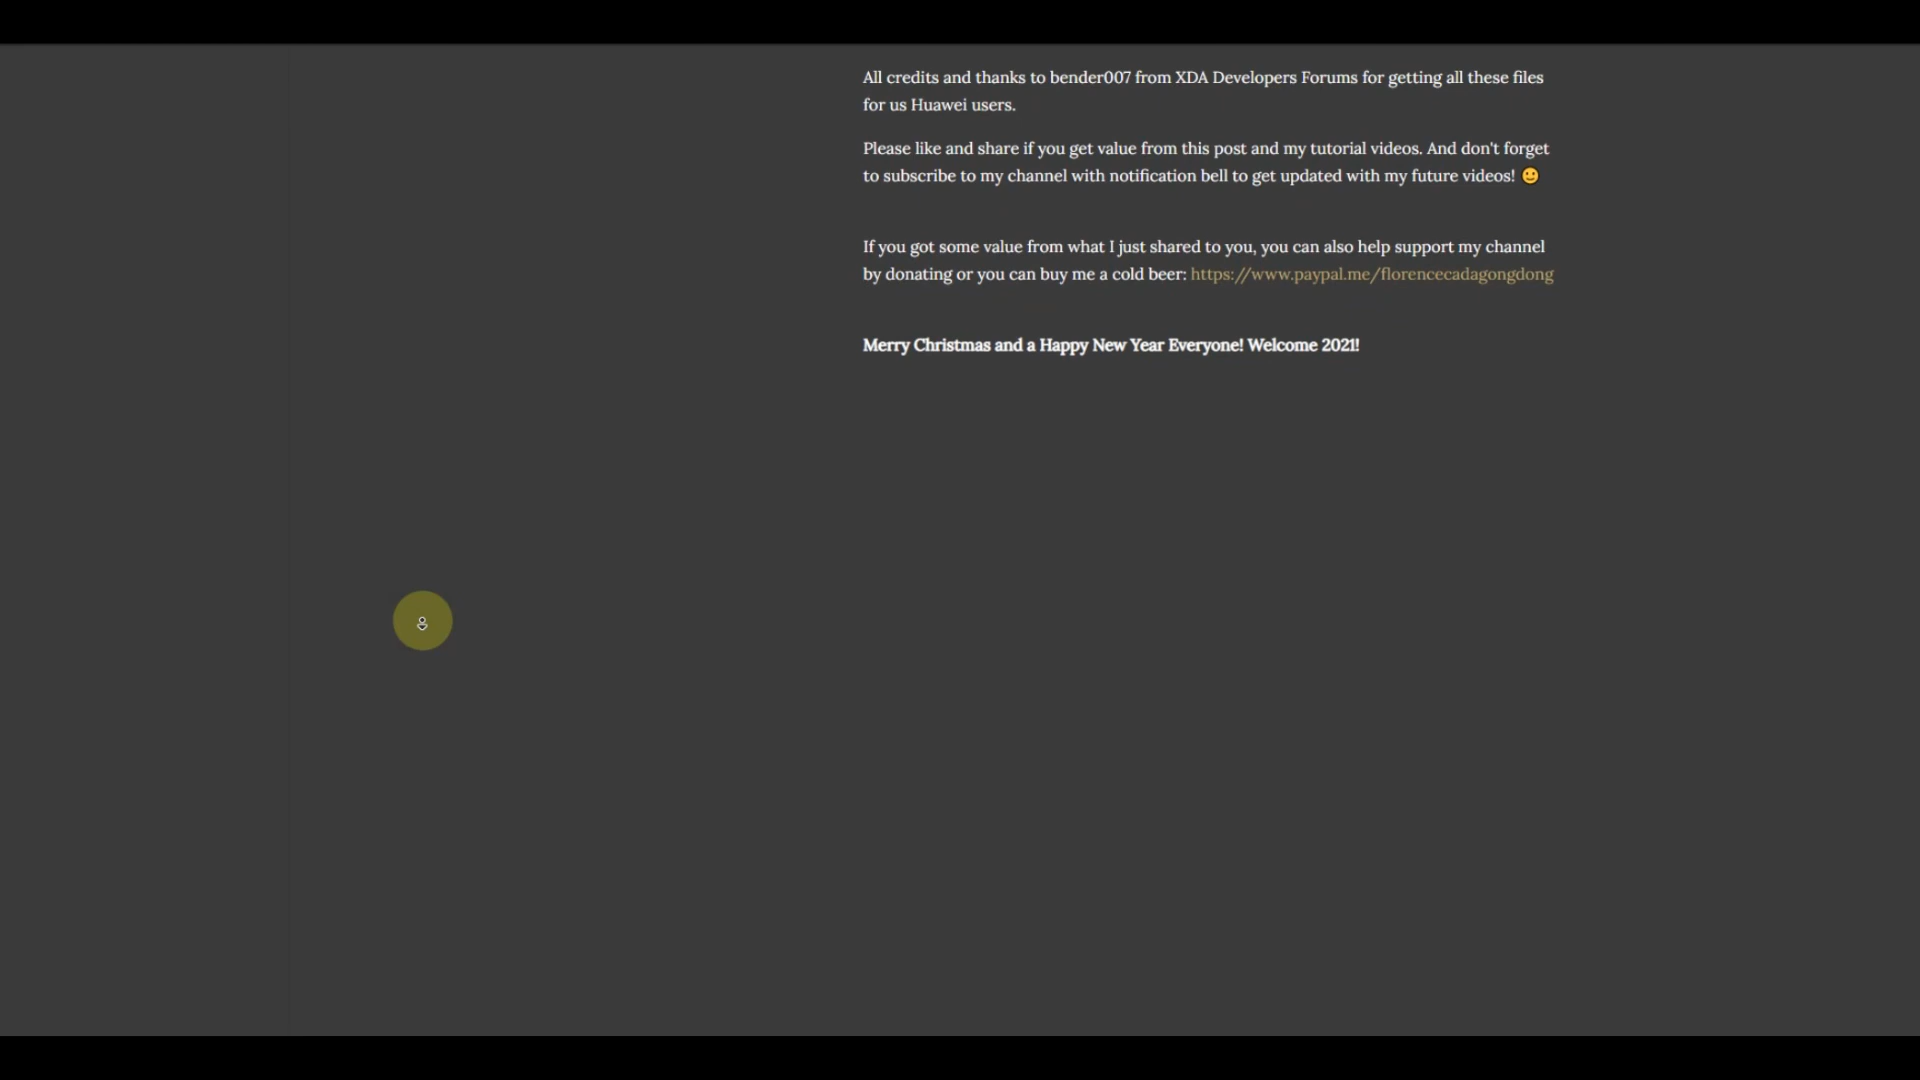 All credits and thanks to bender007 from XDA Developers Forums for getting all these files
for us Huawei users.
Please like and share if you get value from this post and my tutorial videos. And don't forget
to subscribe to my channel with notification bell to get updated with my future videos! 🙂
If you got some value from what I just shared to you, you can also help support my channel
by donating or you can buy me a cold beer: https://www.paypal.me/florencecadagongdong
Merry Christmas and a Happy New Year Everyone! Welcome 2021!